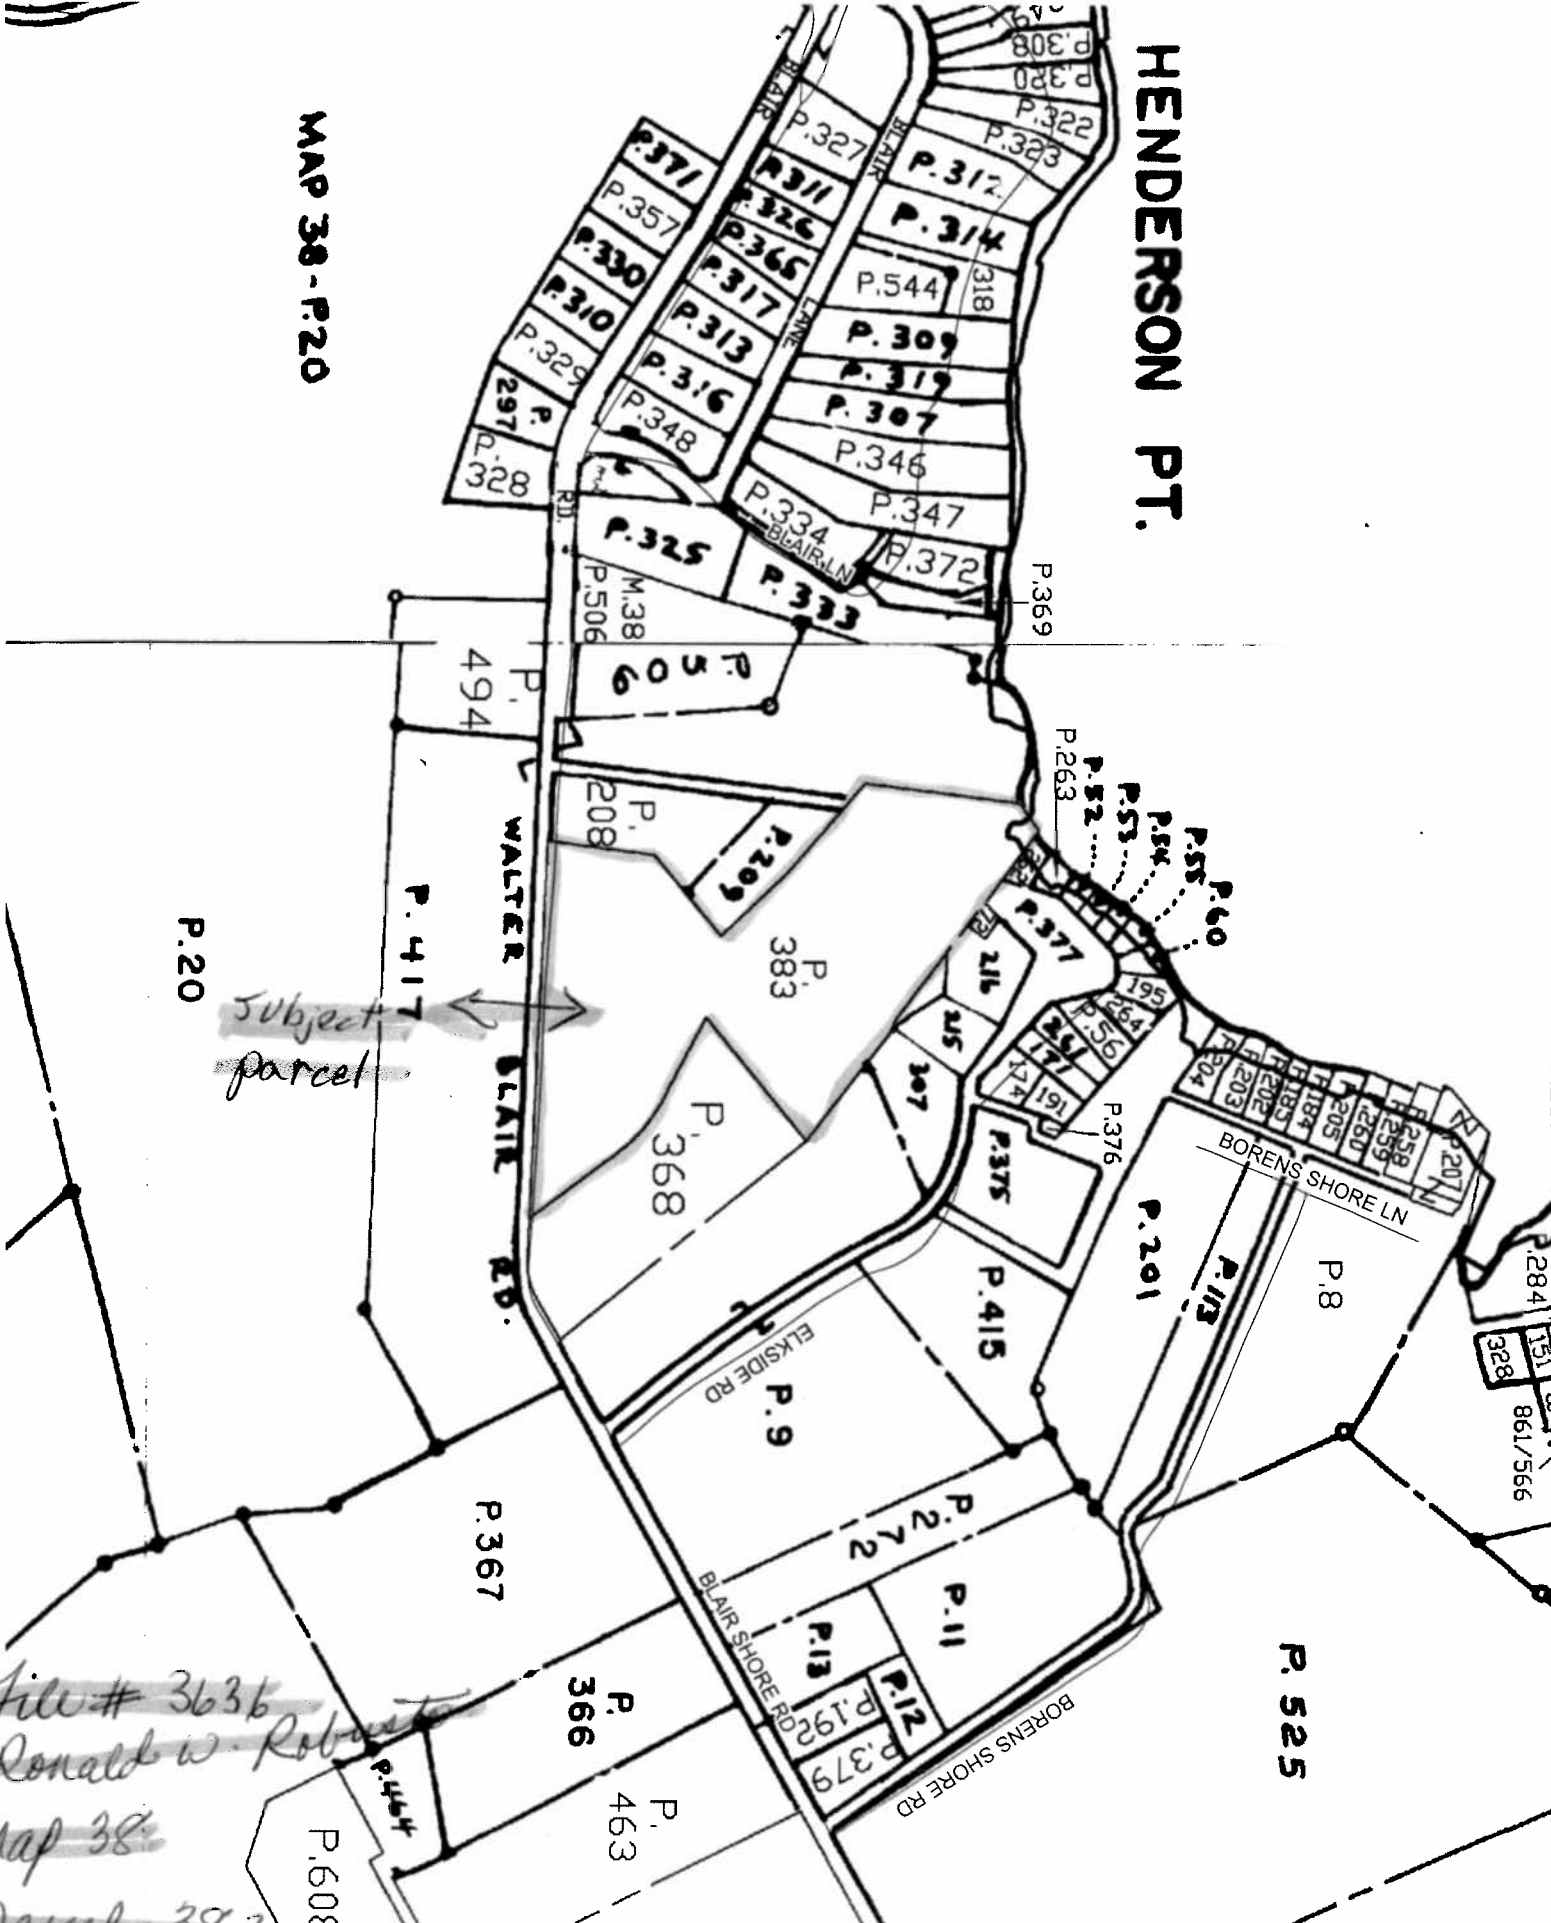 HENDERSON PT.
MAP 38-P.20
P.308
P.320
P.322
P.323
P.312
P.314
318
P.544
P.309
P.319
P.307
P.346
P.347
P.334
P.372
P.369
BLAIR
BLAIR
LANE
BLAIR LN
P.327
P.311
P.326
P.365
P.317
P.313
P.316
P.348
P.371
P.357
P.330
P.310
P.329
P.
297
P.
328
RD.
P.325
P.333
M.38
P.506
P.
506
P.
494
P.
208
P.209
P.263
P.52
P.53
P.54
P.55
P.60
P.377
72
216
215
307
195
264
P.56
261
177
174
191
P.376
P.375
P.
383
P.
368
WALTER BLAIR RD.
P.417
P.20
Subject
parcel
P.204
P.203
P.202
P.185
P.184
P.205
P.260
P.259
P.258
P.207
BORENS SHORE LN
P.201
P.113
P.8
P.284
151
328
861/566
P.415
ELKSIDE RD
P.9
P.272
P.11
P.13
P.12
P.192
P.379
BLAIR SHORE RD
BORENS SHORE RD
P.525
P.367
P.
366
P.464
P.
463
P.608
File # 3636
Ronald W. Robusto
Map 38